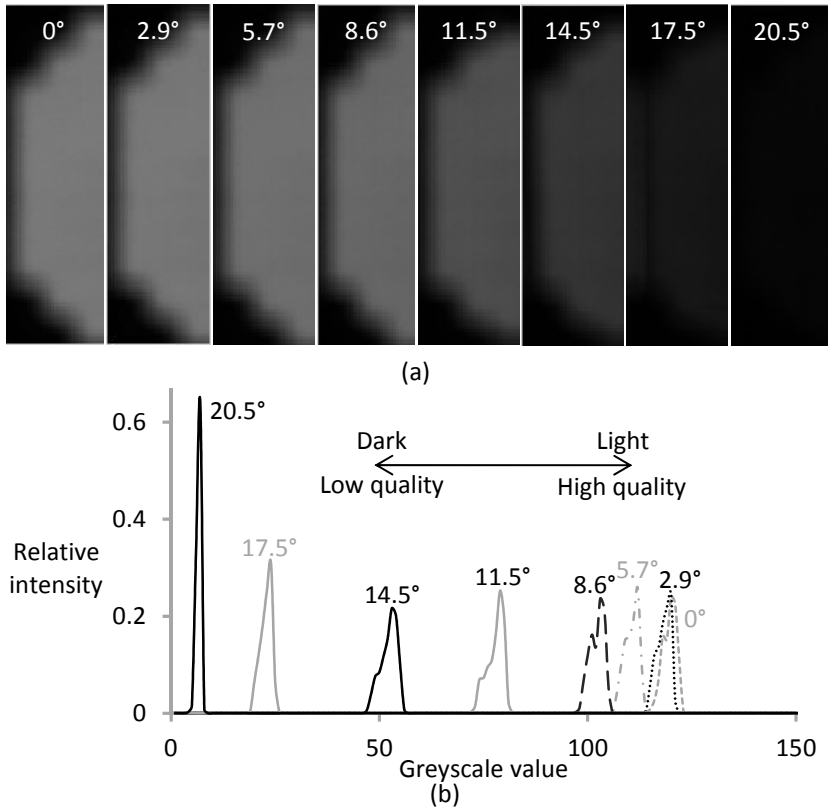 0° 2.9° 5.7° 8.6° 11.5° 14.5° 17.5° 20.5°
(a)
0.6
0.4
0.2
0
Relative
intensity
20.5°
17.5°
14.5°
11.5°
8.6°
5.7°
2.9°
0°
Dark Light
Low quality High quality
0 50 100 150
Greyscale value
(b)